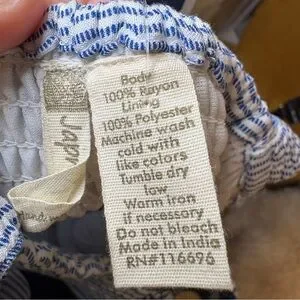 Body
100% Rayon
Lining
100% Polyester
Machine wash
cold with
like colors
Tumble dry
low
Warm iron
if necessary
Do not bleach
Made in India
RN#116696